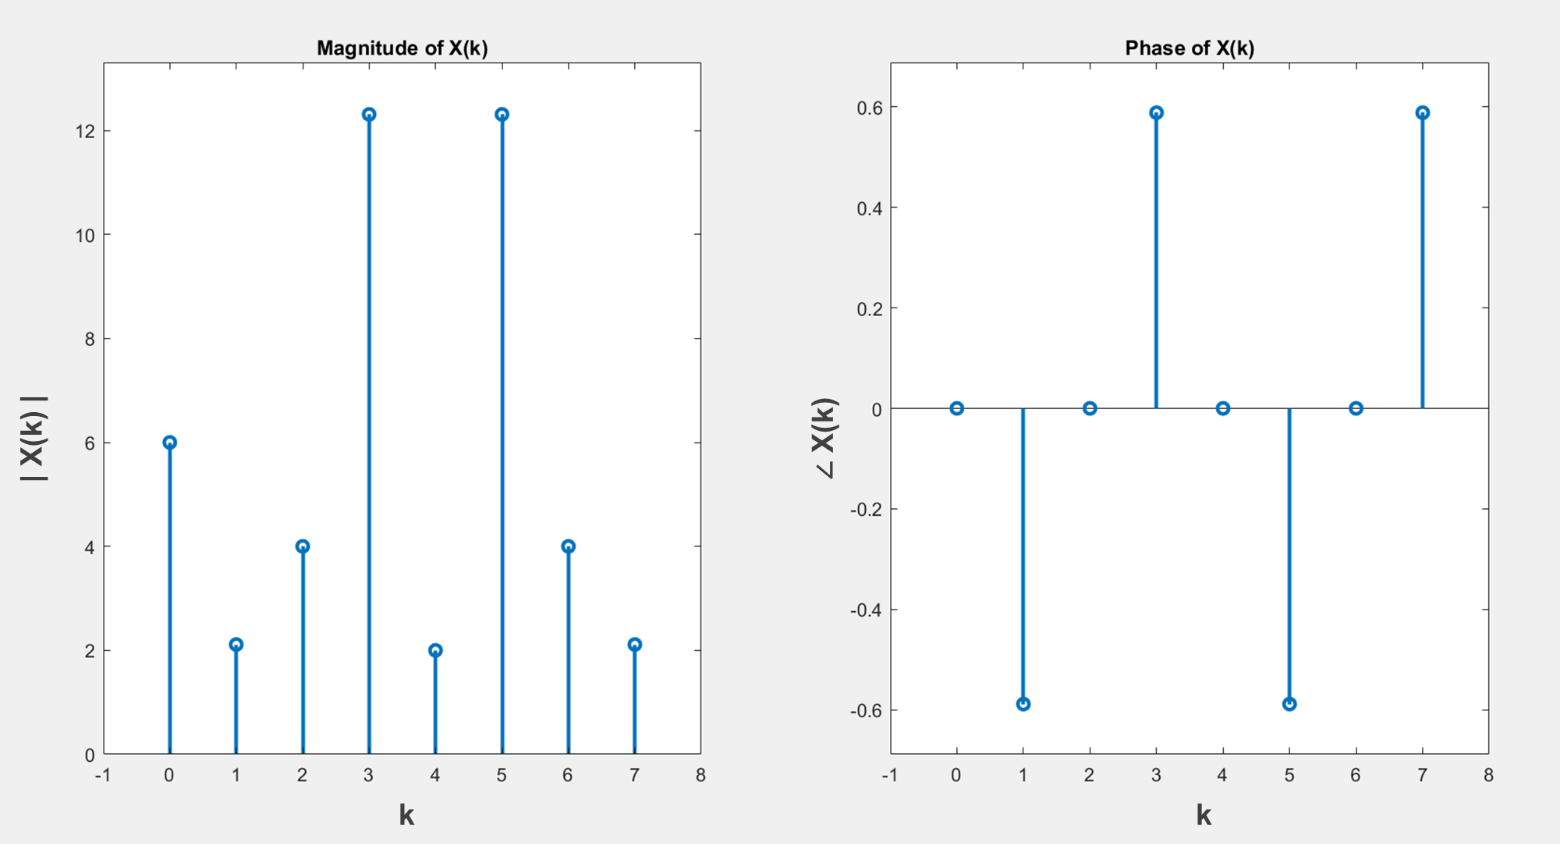 Magnitude of X(k)
| X(k) |
12
10
8
6
4
2
0
-1 0 1 2 3 4 5 6 7 8
k
Phase of X(k)
∠ X(k)
0.6
0.4
0.2
0
-0.2
-0.4
-0.6
-1 0 1 2 3 4 5 6 7 8
k